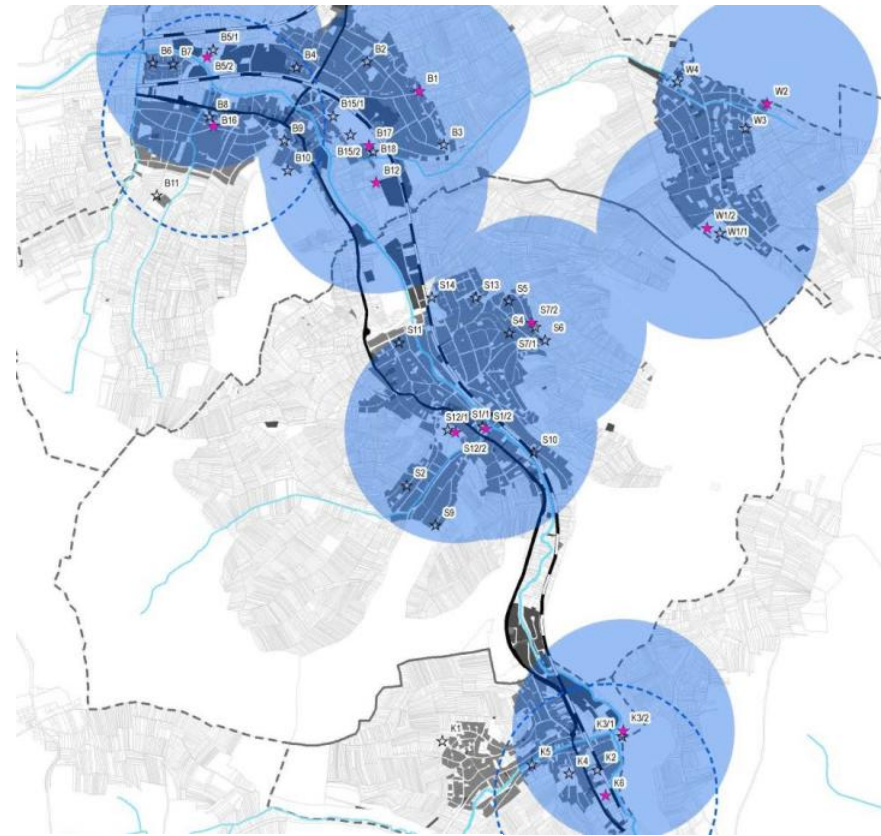 B5/1
B6
B7
B5/2
B4
B2
B1
B8
B16
B15/1
B9
B15/2
B17
B18
B3
B10
B12
B11
W4
W2
W3
W1/2
W1/1
S14
S13
S5
S7/2
S4
S6
S7/1
S11
S12/1
S1/1
S1/2
S12/2
S10
S2
S9
K3/1
K3/2
K1
K5
K4
K2
K6